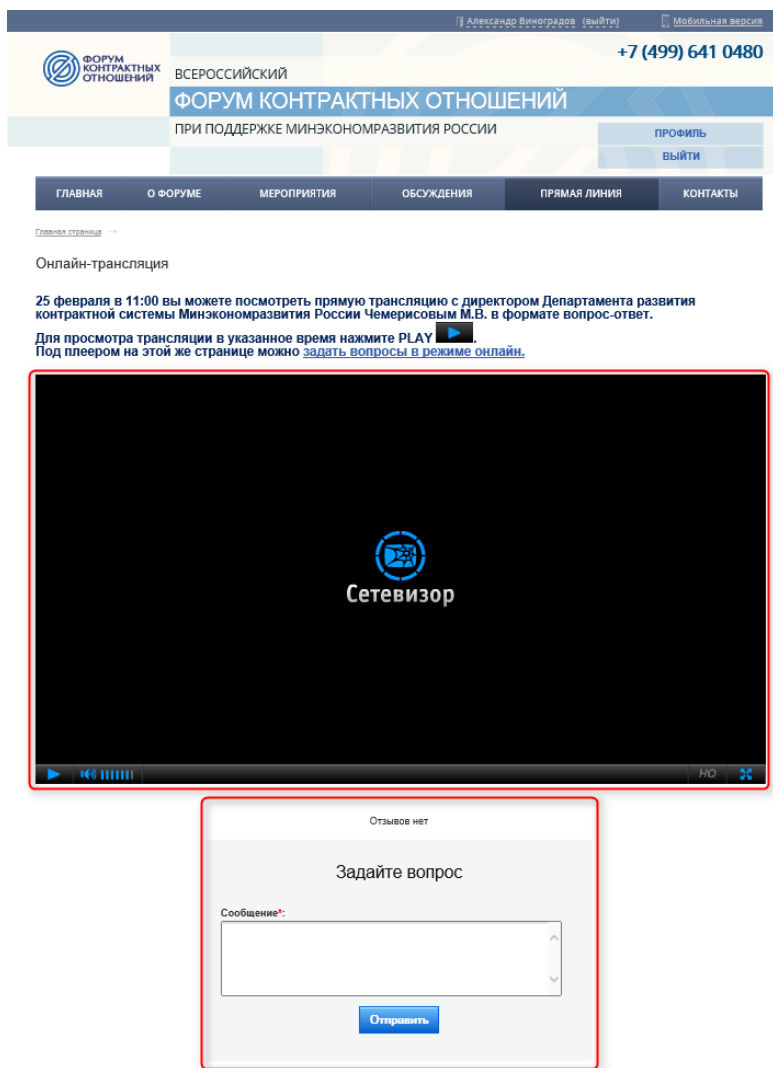 Александр Виноградов (выйти) Мобильная версия
ФОРУМ
КОНТРАКТНЫХ
ОТНОШЕНИЙ
+7 (499) 641 0480
ВСЕРОССИЙСКИЙ
ФОРУМ КОНТРАКТНЫХ ОТНОШЕНИЙ
ПРИ ПОДДЕРЖКЕ МИНЭКОНОМРАЗВИТИЯ РОССИИ
ПРОФИЛЬ
ВЫЙТИ
ГЛАВНАЯ О ФОРУМЕ МЕРОПРИЯТИЯ ОБСУЖДЕНИЯ ПРЯМАЯ ЛИНИЯ КОНТАКТЫ
Главная страница →
Онлайн-трансляция
25 февраля в 11:00 вы можете посмотреть прямую трансляцию с директором Департамента развития
контрактной системы Минэкономразвития России Чемерисовым М.В. в формате вопрос-ответ.
Для просмотра трансляции в указанное время нажмите PLAY .
Под плеером на этой же странице можно задать вопросы в режиме онлайн.
Сетевизор
HQ
Отзывов нет
Задайте вопрос
Сообщение*:
Отправить